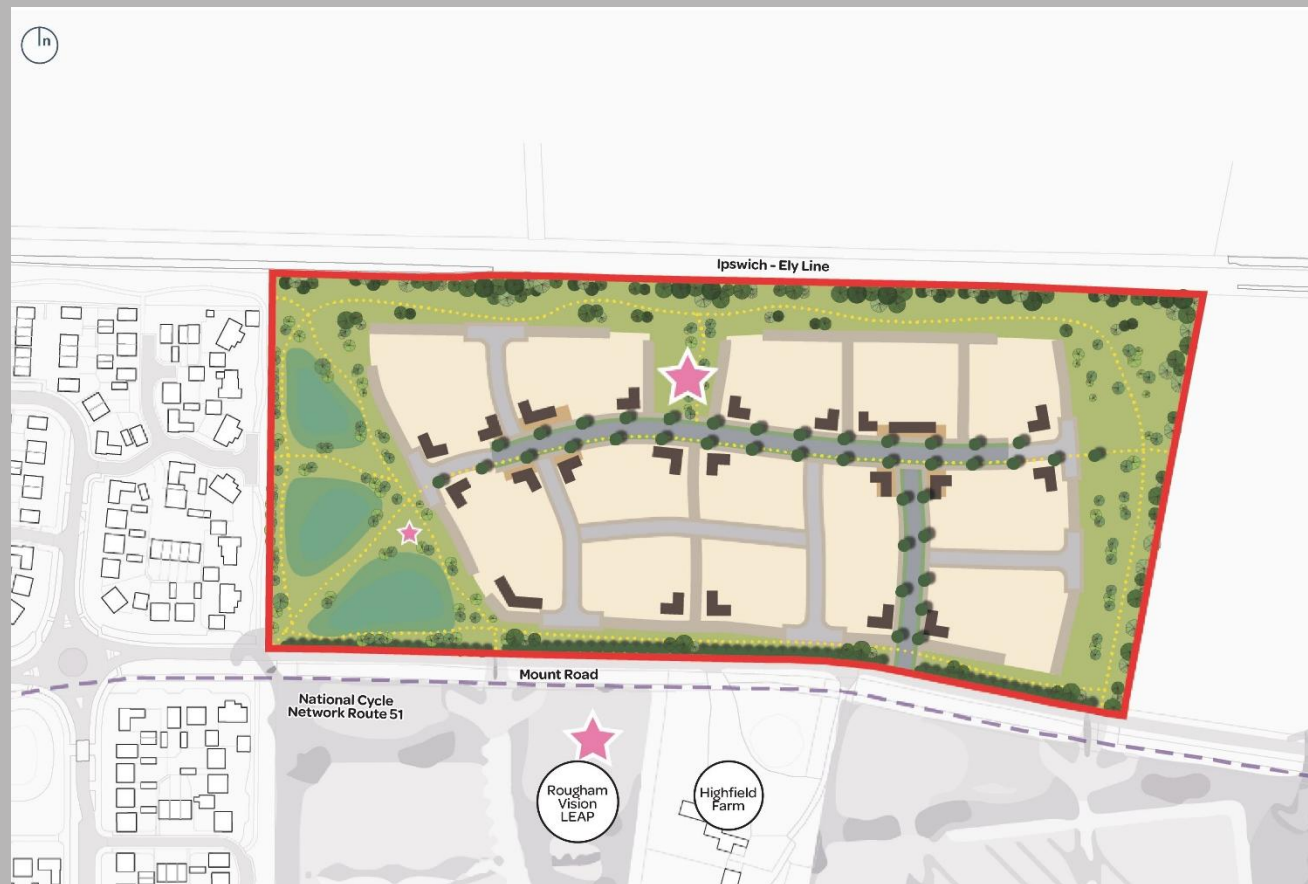 n
Ipswich - Ely Line
Mount Road
National Cycle
Network Route 51
Rougham
Vision
LEAP
Highfield
Farm